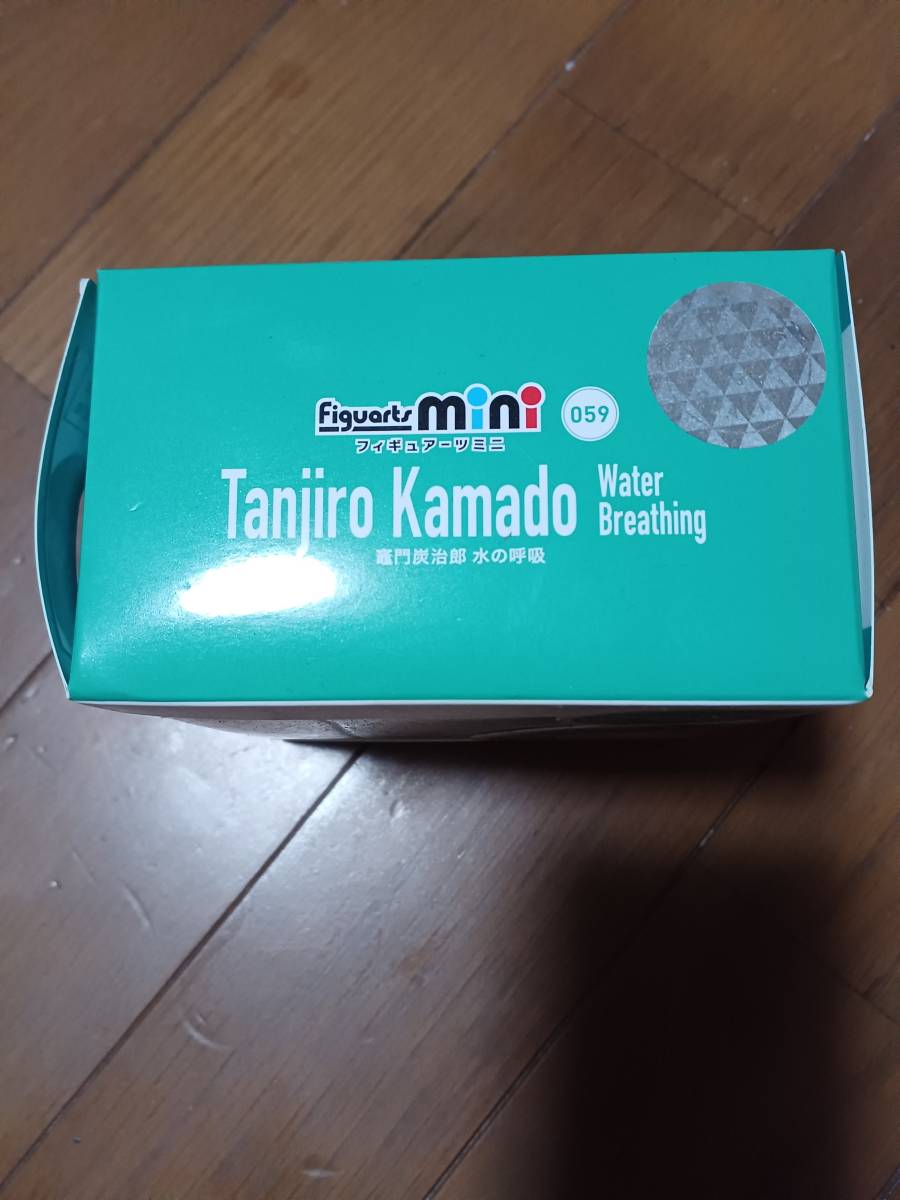 Figuarts mini 059
フィギュアーツミニ
Tanjiro Kamado Water Breathing
竈門炭治郎 水の呼吸